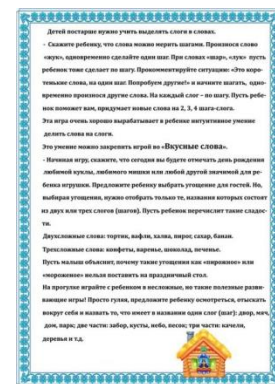 Детей постарше нужно учить выделять слоги в словах.
- Скажите ребенку, что слова можно мерить шагами. Произнося слово
«жук», одновременно сделайте один шаг. При словах «шар», «лук» пусть
ребенок тоже сделает по шагу. Прокомментируйте ситуацию: «Это коро-
тенькие слова, на один шаг. Попробуем другие!» и начните шагать, одно-
временно произнося другие слова. На каждый слог – по шагу. Пусть ребе-
нок поможет вам, придумает новые слова на 2, 3, 4 шага-слога.
Эта игра очень хорошо вырабатывает в ребенке интуитивное умение
делить слова на слоги.
Это умение можно закрепить игрой во «Вкусные слова».
- Начиная игру, скажите, что сегодня вы будете отмечать день рождения
любимой куклы, любимого мишки или любой другой значимой для ре-
бенка игрушки. Предложите ребенку выбрать угощение для гостей. Но,
выбирая угощения, нужно отобрать только те, названия которых состоят
из двух или трех слогов (шагов). Пусть ребенок перечислит такие сладос-
ти.
Двухсложные слова: тортик, вафли, халва, пирог, сахар, банан.
Трехсложные слова: конфеты, варенье, шоколад, печенье.
Пусть малыш объяснит, почему такие угощения как «пирожное» или
«мороженое» нельзя поставить на праздничный стол.
На прогулке играйте с ребенком в несложные, но такие полезные разви-
вающие игры! Просто гуляя, предложите ребенку осмотреться, отыскать
вокруг себя и назвать то, что имеет в названии один слог (шаг): двор, мяч,
дом, парк; две части: забор, кусты, небо, песок; три части: качели,
деревья и т.д.